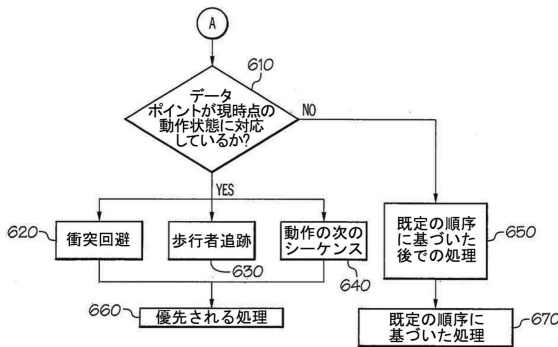 A
610
データ
ポイントが現時点の
動作状態に対応
しているか?
NO
YES
620
衝突回避
歩行者追跡
630
動作の次の
シーケンス
640
既定の順序
に基づいた
後での処理
650
660
優先される処理
既定の順序に
基づいた処理
670